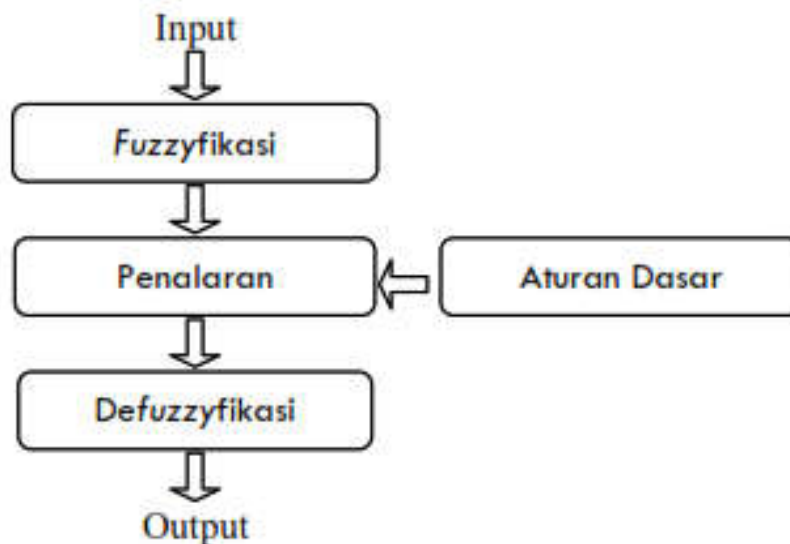 Input
Fuzzyfikasi
Penalaran
Aturan Dasar
Defuzzyfikasi
Output